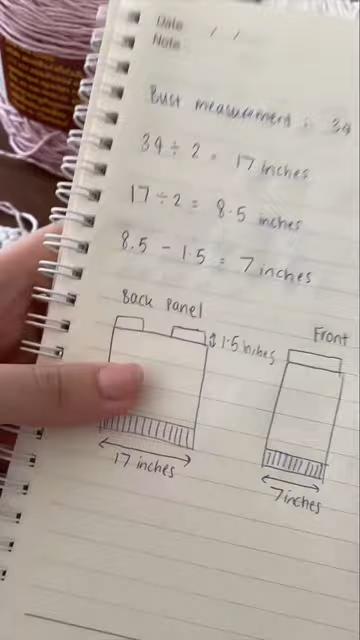 Date / /
Note
Bust measurement : 34
34 ÷ 2 = 17 inches
17 ÷ 2 = 8.5 inches
8.5 - 1.5 = 7 inches
Back Panel
1.5 inches
Front
17 inches
7 inches